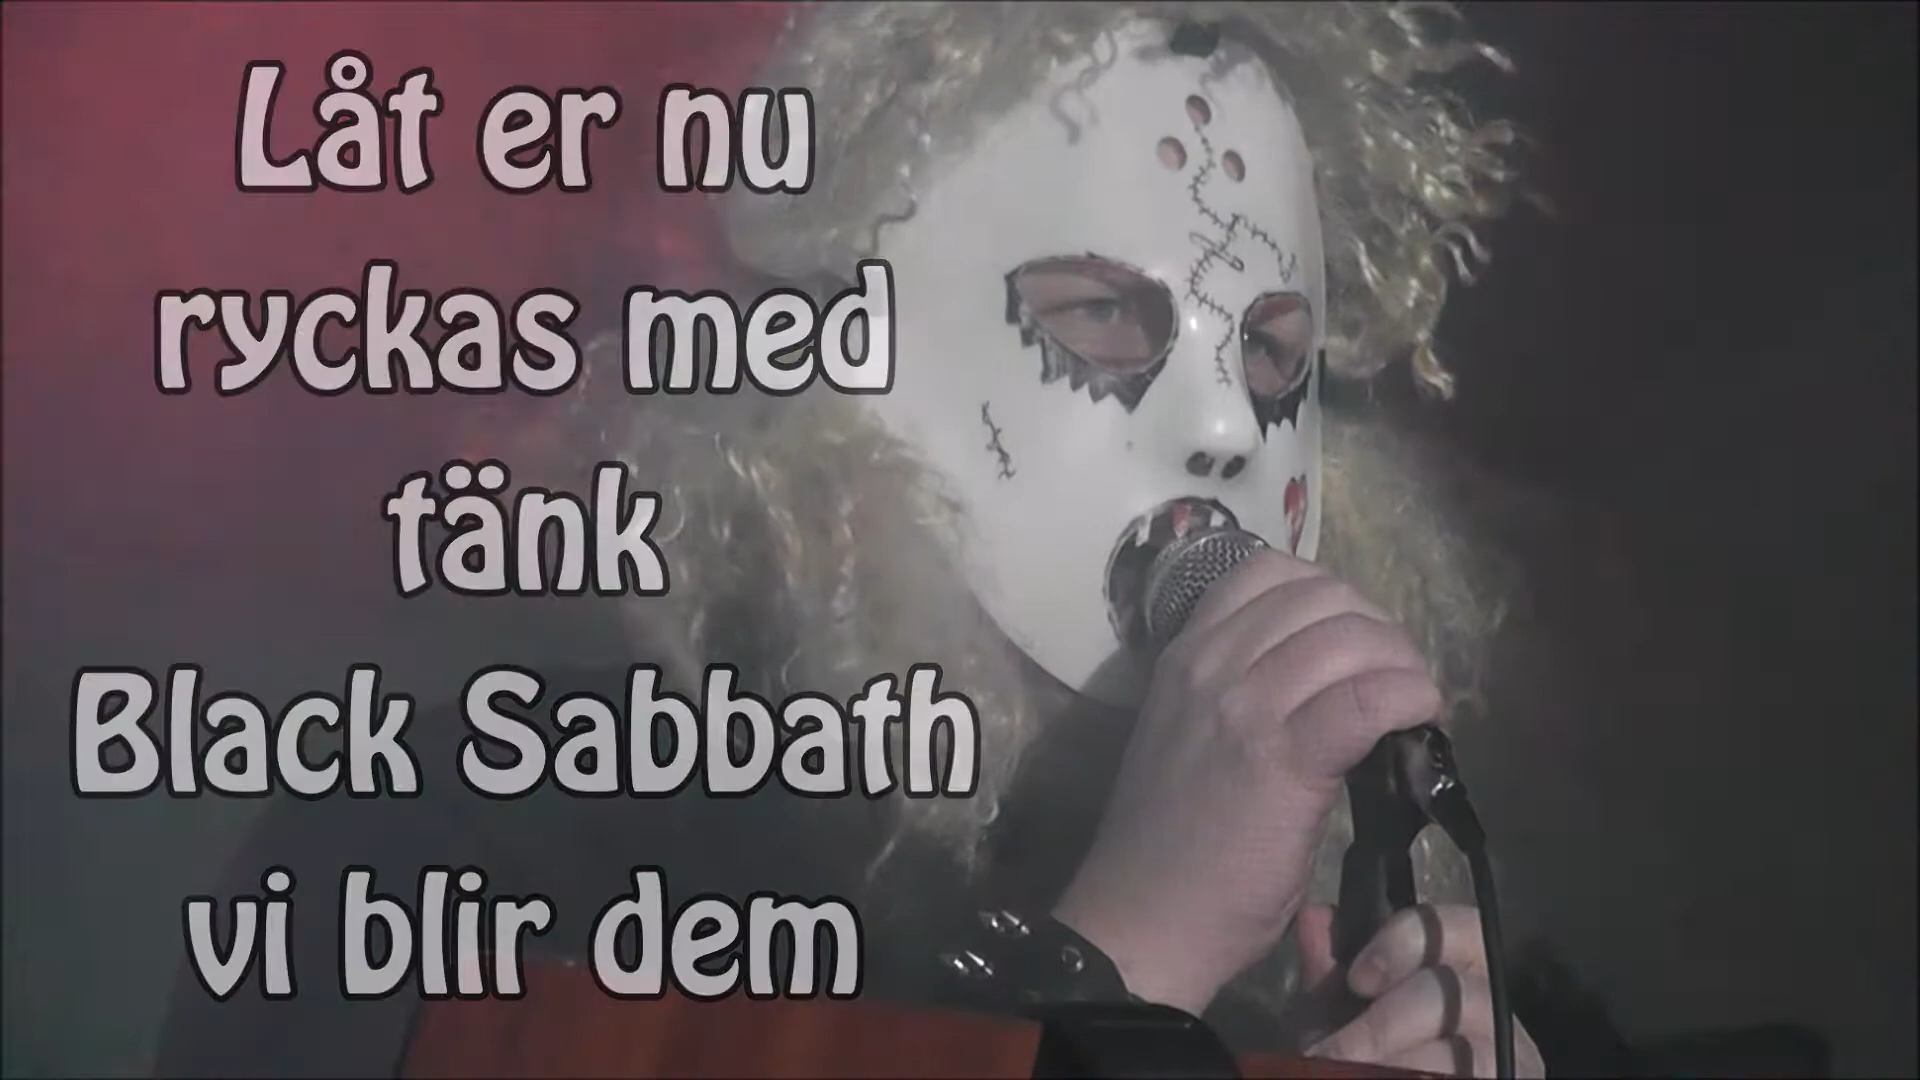 Låt er nu
ryckas med
tänk
Black Sabbath
vi blir dem